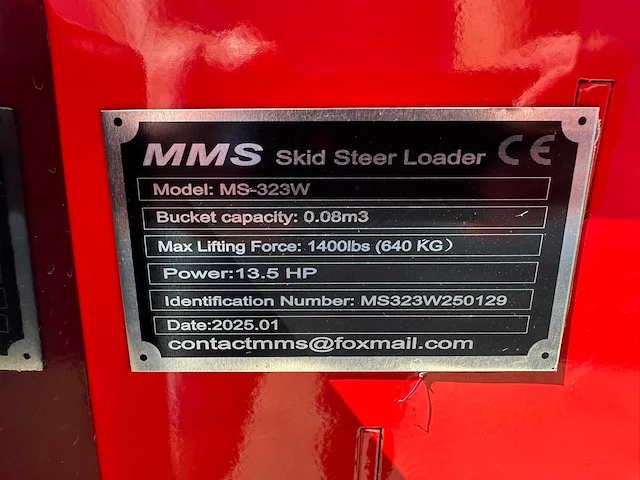 MMS Skid Steer Loader CE
Model: MS-323W
Bucket capacity: 0.08m3
Max Lifting Force: 1400lbs (640 KG)
Power:13.5 HP
Identification Number: MS323W250129
Date:2025.01
contactmms@foxmail.com